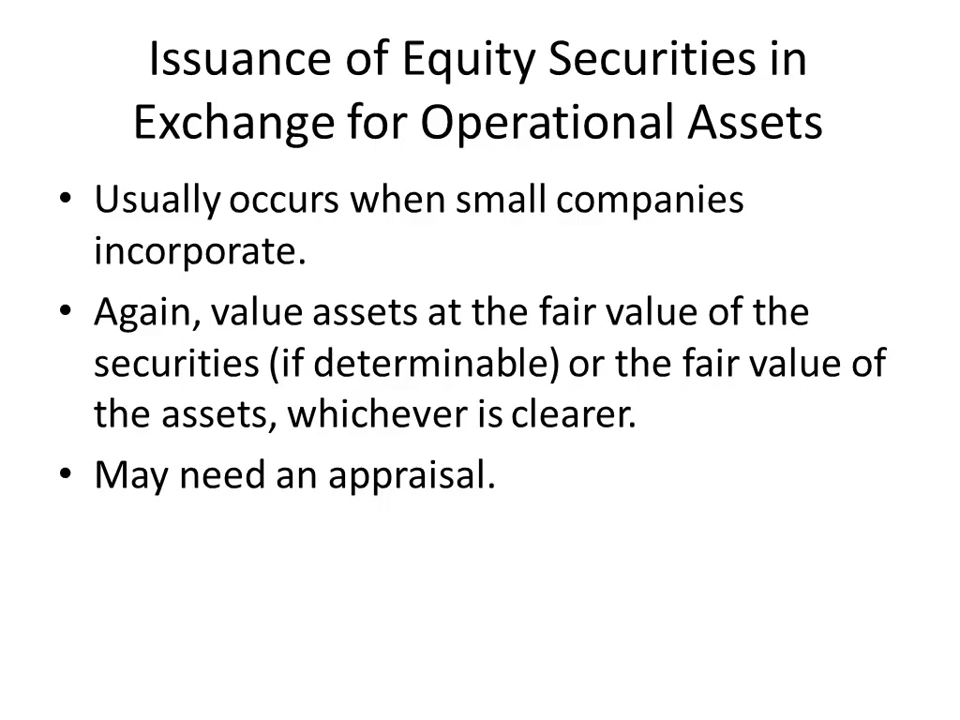 Issuance of Equity Securities in
Exchange for Operational Assets
• Usually occurs when small companies
incorporate.
• Again, value assets at the fair value of the
securities (if determinable) or the fair value of
the assets, whichever is clearer.
• May need an appraisal.